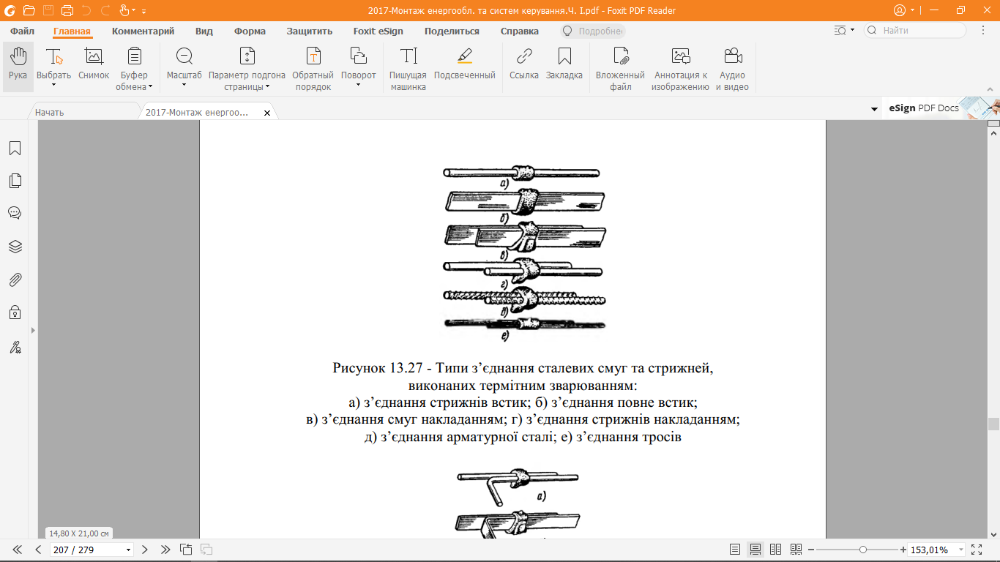 2017-Монтаж енергообл. та систем керування.Ч. I.pdf - Foxit PDF Reader
Файл Главная Комментарий Вид Форма Защитить Foxit eSign Поделиться Справка Подробнее Найти
Рука Выбрать Снимок Буфер обмена Масштаб Параметр подгона страницы Обратный порядок Поворот Пишущая машинка Подсвеченный Ссылка Закладка Вложенный файл Аннотация к изображению Аудио и видео
Начать 2017-Монтаж енергоо... eSign PDF Docs
а)
б)
в)
г)
д)
е)
Рисунок 13.27 - Типи з’єднання сталевих смуг та стрижней,
виконаних термітним зварюванням:
а) з’єднання стрижнів встик; б) з’єднання повне встик;
в) з’єднання смуг накладанням; г) з’єднання стрижнів накладанням;
д) з’єднання арматурної сталі; е) з’єднання тросів
а)
14,80 X 21,00 см
207 / 279 153,01%